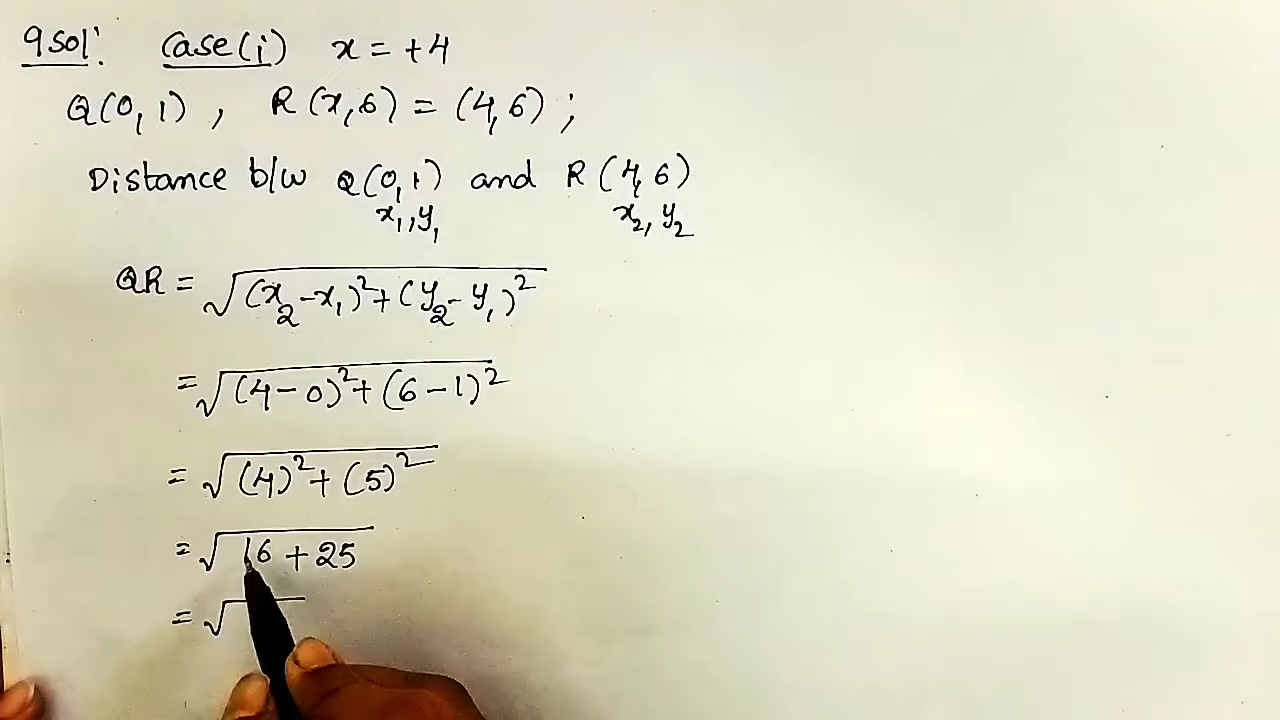 9 sol: Case(i) x = +4
Q(0, 1) , R(x, 6) = (4, 6) ;
Distance b/w Q(0, 1) and R(4, 6)
x₁, y₁ x₂, y₂
QR = √((x₂ - x₁)² + (y₂ - y₁)²)
= √((4 - 0)² + (6 - 1)²)
= √((4)² + (5)²)
= √(16 + 25)
= √